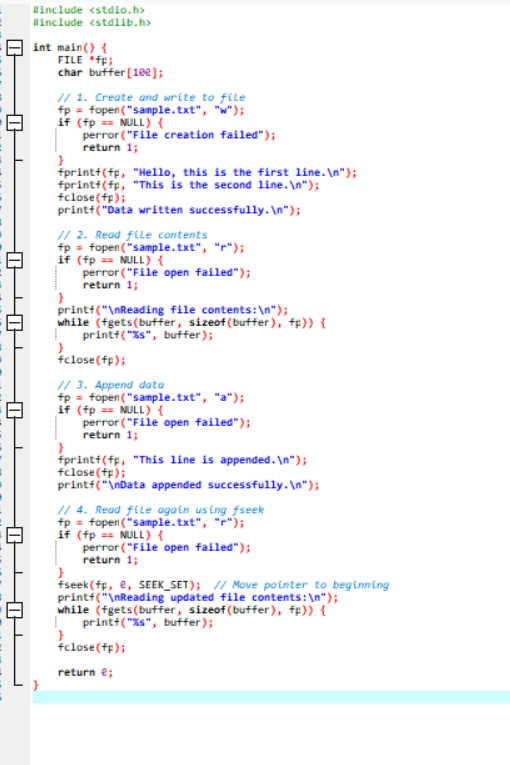 #include <stdio.h>
#include <stdlib.h>
int main() {
FILE *fp;
char buffer[100];
// 1. Create and write to file
fp = fopen("sample.txt", "w");
if (fp == NULL) {
perror("File creation failed");
return 1;
}
fprintf(fp, "Hello, this is the first line.\n");
fprintf(fp, "This is the second line.\n");
fclose(fp);
printf("Data written successfully.\n");
// 2. Read file contents
fp = fopen("sample.txt", "r");
if (fp == NULL) {
perror("File open failed");
return 1;
}
printf("\nReading file contents:\n");
while (fgets(buffer, sizeof(buffer), fp)) {
printf("%s", buffer);
}
fclose(fp);
// 3. Append data
fp = fopen("sample.txt", "a");
if (fp == NULL) {
perror("File open failed");
return 1;
}
fprintf(fp, "This line is appended.\n");
fclose(fp);
printf("\nData appended successfully.\n");
// 4. Read file again using fseek
fp = fopen("sample.txt", "r");
if (fp == NULL) {
perror("File open failed");
return 1;
}
fseek(fp, 0, SEEK_SET);  // Move pointer to beginning
printf("\nReading updated file contents:\n");
while (fgets(buffer, sizeof(buffer), fp)) {
printf("%s", buffer);
}
fclose(fp);
return 0;
}